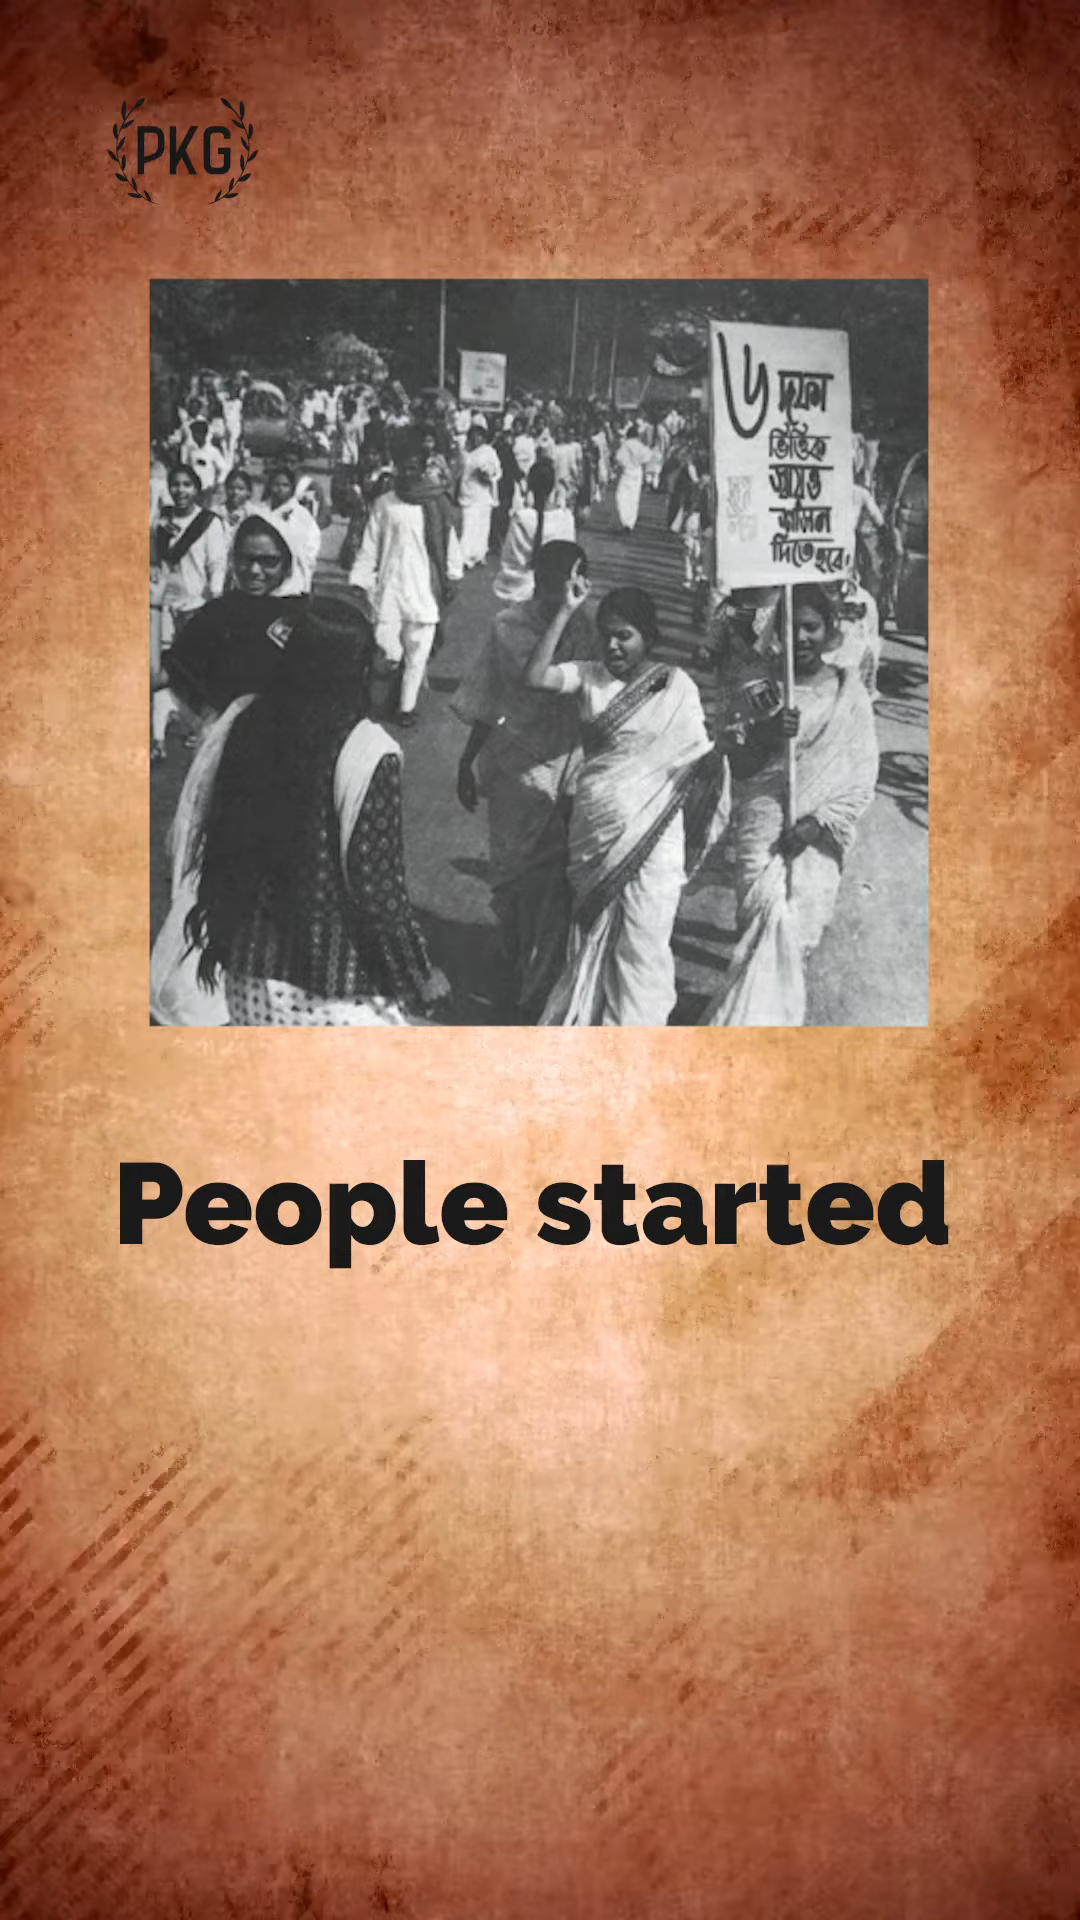 PKG
৬ দফা
ভিত্তিক
স্বায়ত্ত
শাসন
দিতে হবে।
People started